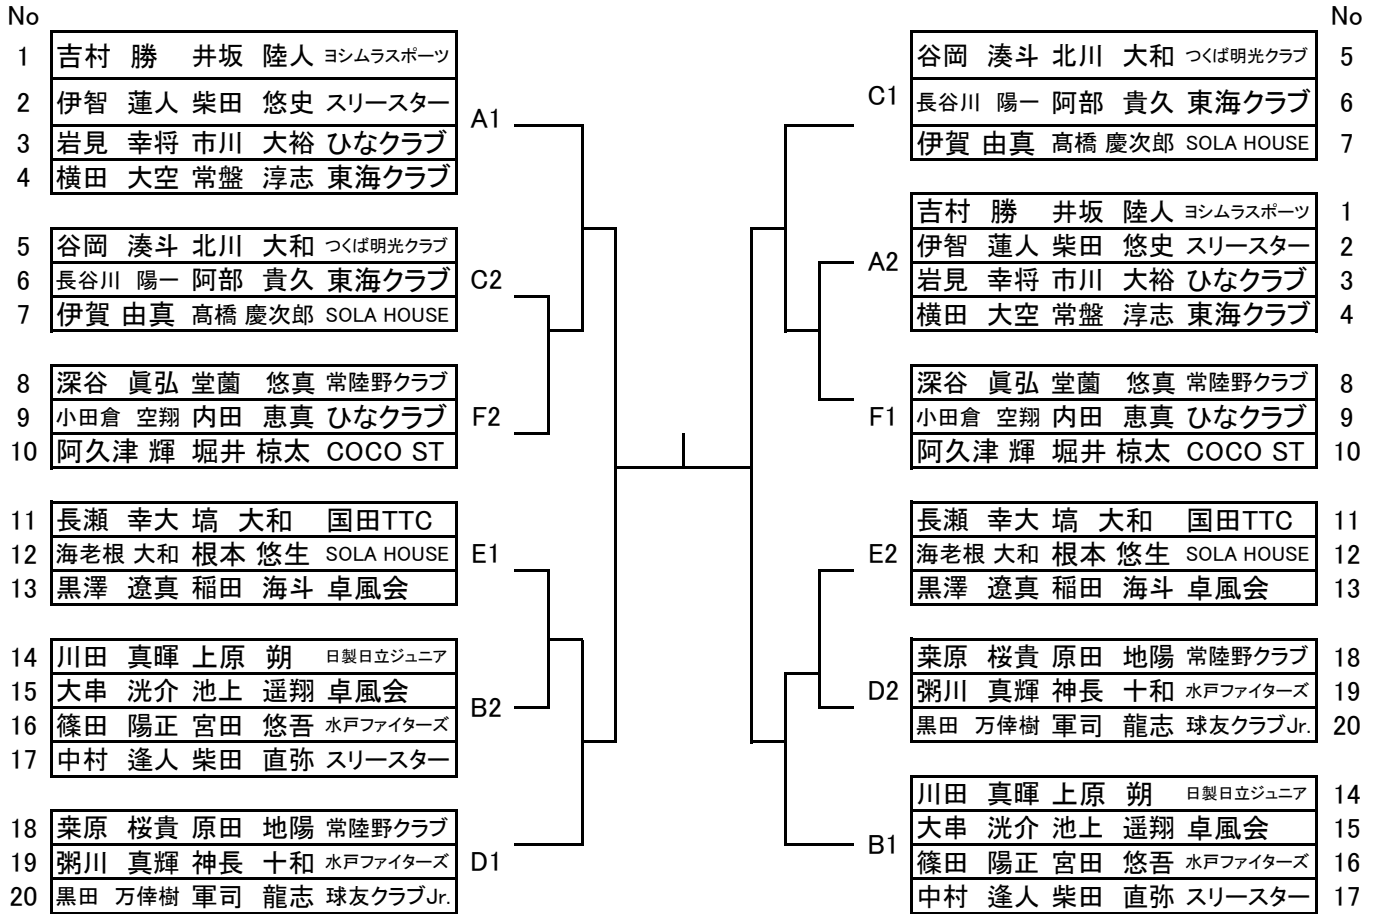 No
1 吉村 勝 井坂 陸人 ヨシムラスポーツ
2 伊智 蓮人 柴田 悠史 スリースター
3 岩見 幸将 市川 大裕 ひなクラブ
4 横田 大空 常盤 淳志 東海クラブ
A1
5 谷岡 湊斗 北川 大和 つくば明光クラブ
6 長谷川 陽一 阿部 貴久 東海クラブ
7 伊賀 由真 髙橋 慶次郎 SOLA HOUSE
C2
8 深谷 眞弘 堂薗 悠真 常陸野クラブ
9 小田倉 空翔 内田 恵真 ひなクラブ
10 阿久津 輝 堀井 椋太 COCO ST
F2
11 長瀬 幸大 塙 大和 国田TTC
12 海老根 大和 根本 悠生 SOLA HOUSE
13 黒澤 遼真 稲田 海斗 卓風会
E1
14 川田 真暉 上原 朔 日製日立ジュニア
15 大串 洸介 池上 遥翔 卓風会
16 篠田 陽正 宮田 悠吾 水戸ファイターズ
17 中村 逢人 柴田 直弥 スリースター
B2
18 桒原 桜貴 原田 地陽 常陸野クラブ
19 粥川 真輝 神長 十和 水戸ファイターズ
20 黒田 万倖樹 軍司 龍志 球友クラブJr.
D1
No
C1
谷岡 湊斗 北川 大和 つくば明光クラブ 5
長谷川 陽一 阿部 貴久 東海クラブ 6
伊賀 由真 髙橋 慶次郎 SOLA HOUSE 7
A2
吉村 勝 井坂 陸人 ヨシムラスポーツ 1
伊智 蓮人 柴田 悠史 スリースター 2
岩見 幸将 市川 大裕 ひなクラブ 3
横田 大空 常盤 淳志 東海クラブ 4
F1
深谷 眞弘 堂薗 悠真 常陸野クラブ 8
小田倉 空翔 内田 恵真 ひなクラブ 9
阿久津 輝 堀井 椋太 COCO ST 10
E2
長瀬 幸大 塙 大和 国田TTC 11
海老根 大和 根本 悠生 SOLA HOUSE 12
黒澤 遼真 稲田 海斗 卓風会 13
D2
桒原 桜貴 原田 地陽 常陸野クラブ 18
粥川 真輝 神長 十和 水戸ファイターズ 19
黒田 万倖樹 軍司 龍志 球友クラブJr. 20
B1
川田 真暉 上原 朔 日製日立ジュニア 14
大串 洸介 池上 遥翔 卓風会 15
篠田 陽正 宮田 悠吾 水戸ファイターズ 16
中村 逢人 柴田 直弥 スリースター 17